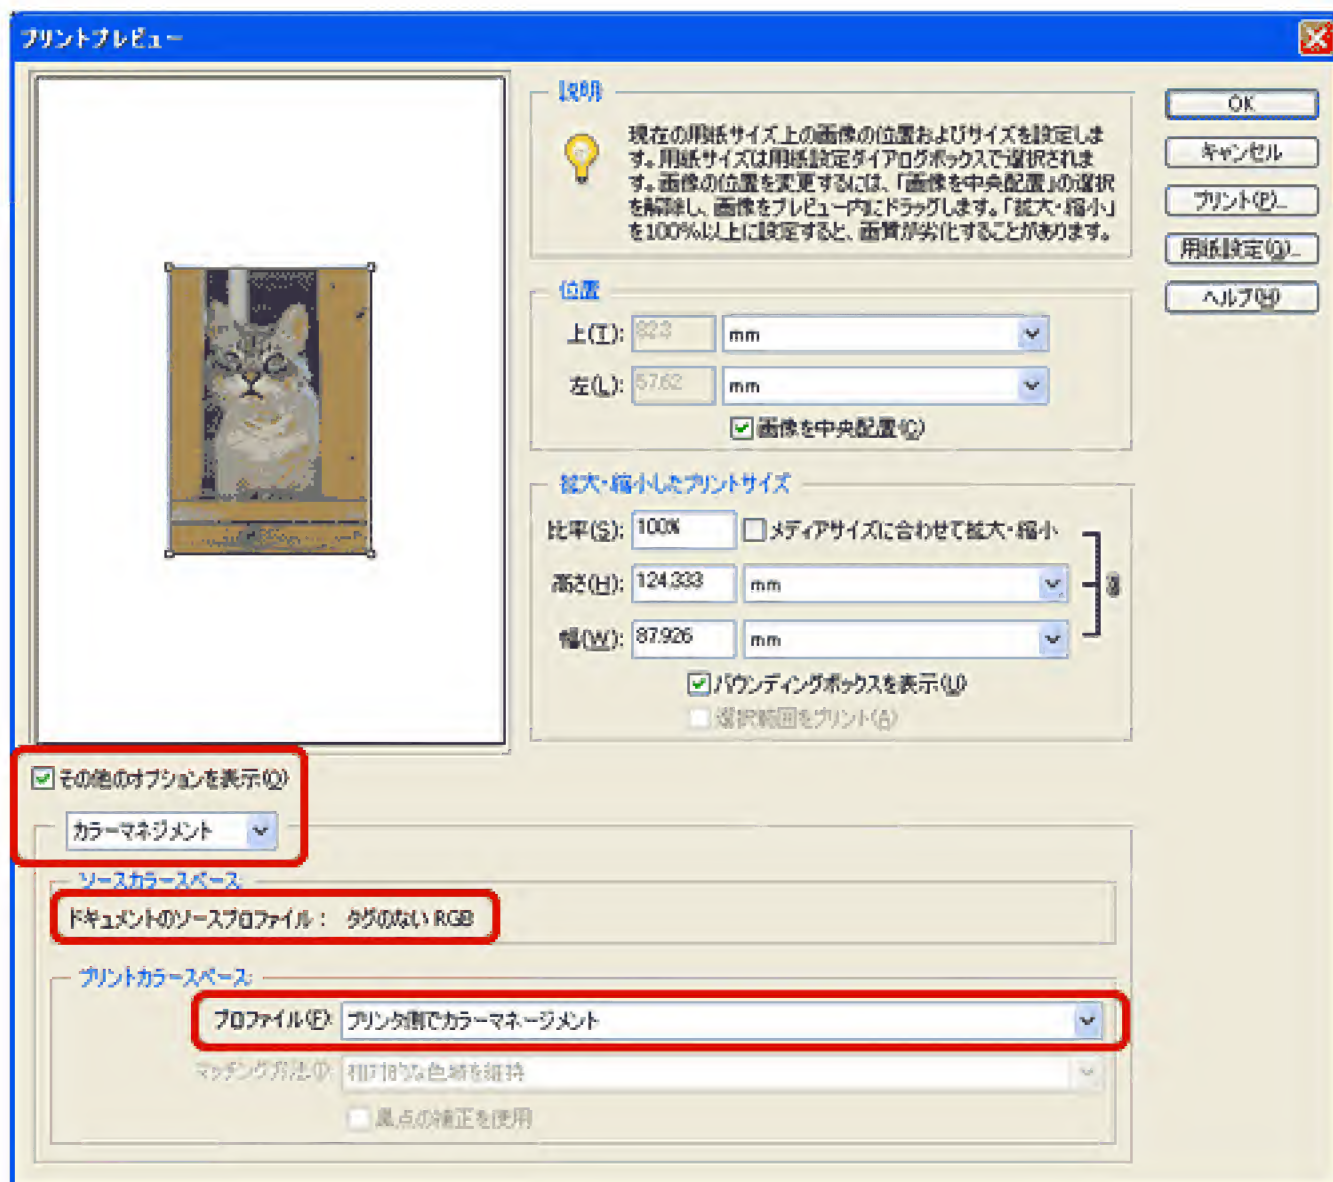 プリントプレビュー
説明
現在の用紙サイズ上の画像の位置およびサイズを設定しま
す。用紙サイズは用紙設定ダイアログボックスで選択されま
す。画像の位置を変更するには、「画像を中央配置」の選択
を解除し、画像をプレビュー内にドラッグします。「拡大・縮小」
を100%以上に設定すると、画質が劣化することがあります。
OK
キャンセル
プリント(P)...
用紙設定(G)...
ヘルプ(H)
位置
上(T): 82.3 mm
左(L): 57.62 mm
画像を中央配置(C)
拡大・縮小したプリントサイズ
比率(S): 100% メディアサイズに合わせて拡大・縮小
高さ(H): 124.333 mm
幅(W): 87.926 mm
バウンディングボックスを表示(U)
選択範囲をプリント(A)
その他のオプションを表示(O)
カラーマネジメント
ソースカラースペース:
ドキュメントのソースプロファイル： タグのない RGB
プリントカラースペース:
プロファイル(F): プリンタ側でカラーマネージメント
マッチング方法(I): 相対的な色域を維持
黒点の補正を使用